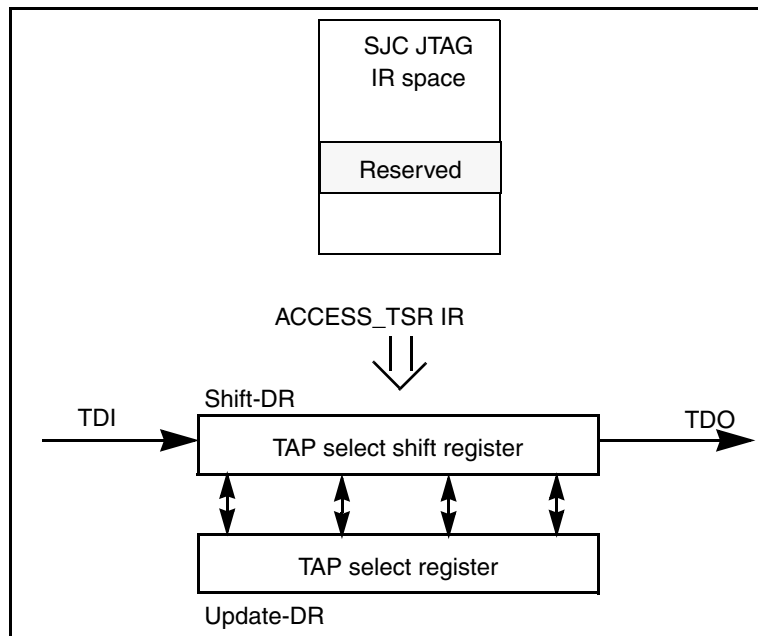 SJC JTAG
IR space
Reserved
ACCESS_TSR IR
Shift-DR
TDI
TDO
TAP select shift register
TAP select register
Update-DR